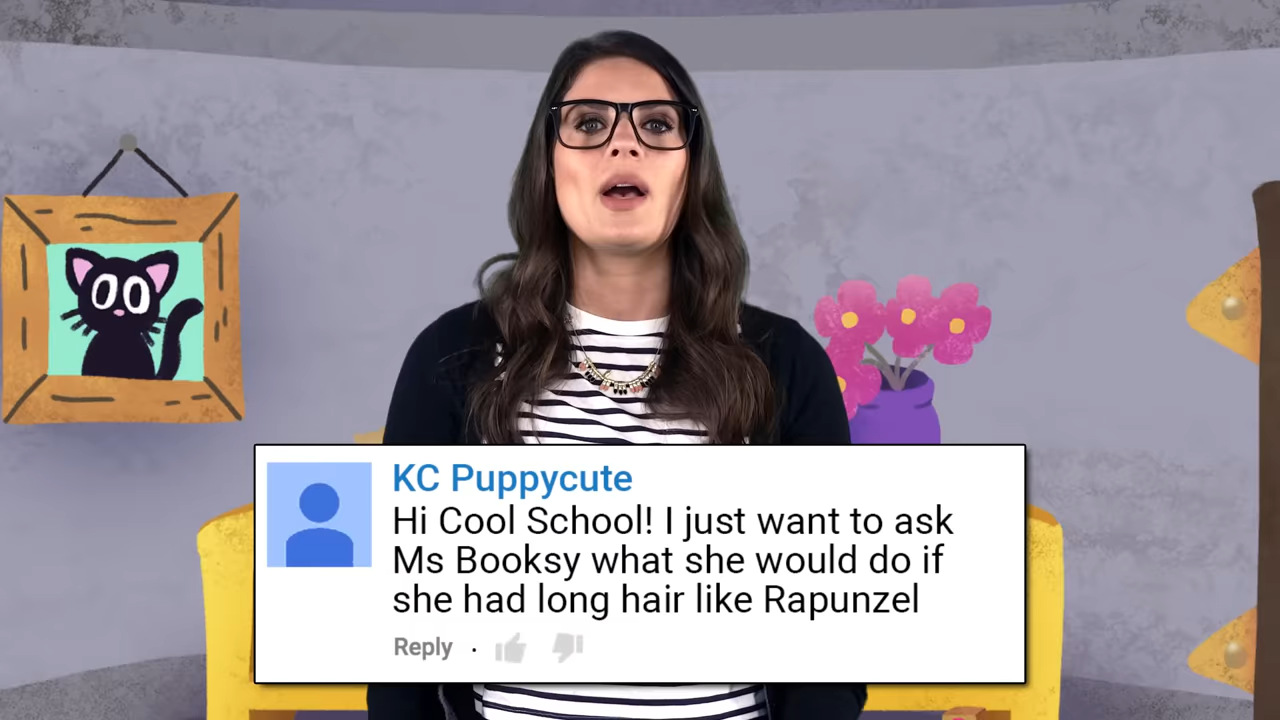 KC Puppycute
Hi Cool School! I just want to ask
Ms Booksy what she would do if
she had long hair like Rapunzel
Reply ·